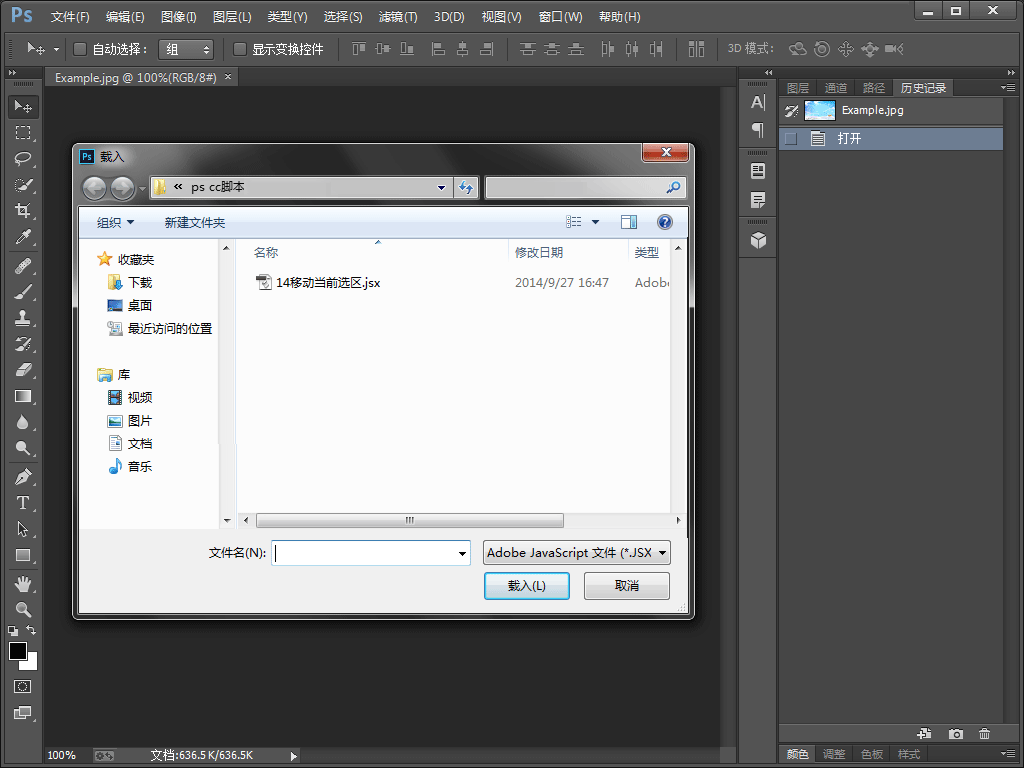 Ps 文件(F) 编辑(E) 图像(I) 图层(L) 类型(Y) 选择(S) 滤镜(T) 3D(D) 视图(V) 窗口(W) 帮助(H)
自动选择： 组 显示变换控件 3D 模式：
Example.jpg @ 100%(RGB/8#) ×
图层 通道 路径 历史记录
Example.jpg
打开
Ps 载入
« ps cc脚本
组织 新建文件夹
名称 修改日期 类型
14移动当前选区.jsx 2014/9/27 16:47 Adobe
收藏夹
下载
桌面
最近访问的位置
库
视频
图片
文档
音乐
文件名(N): Adobe JavaScript 文件 (*.JSX
载入(L) 取消
100% 文档:636.5K/636.5K
颜色 调整 色板 样式